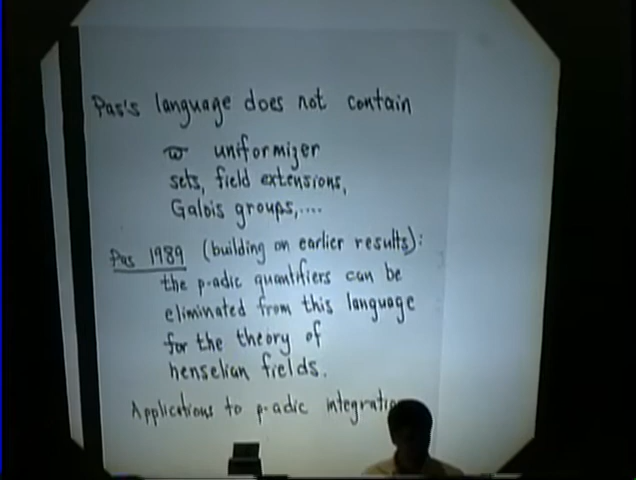 Pas's language does not contain
ϖ uniformizer
sets, field extensions,
Galois groups,....
Pas 1989 (building on earlier results):
the p-adic quantifiers can be
eliminated from this language
for the theory of
henselian fields.
Applications to p-adic integration